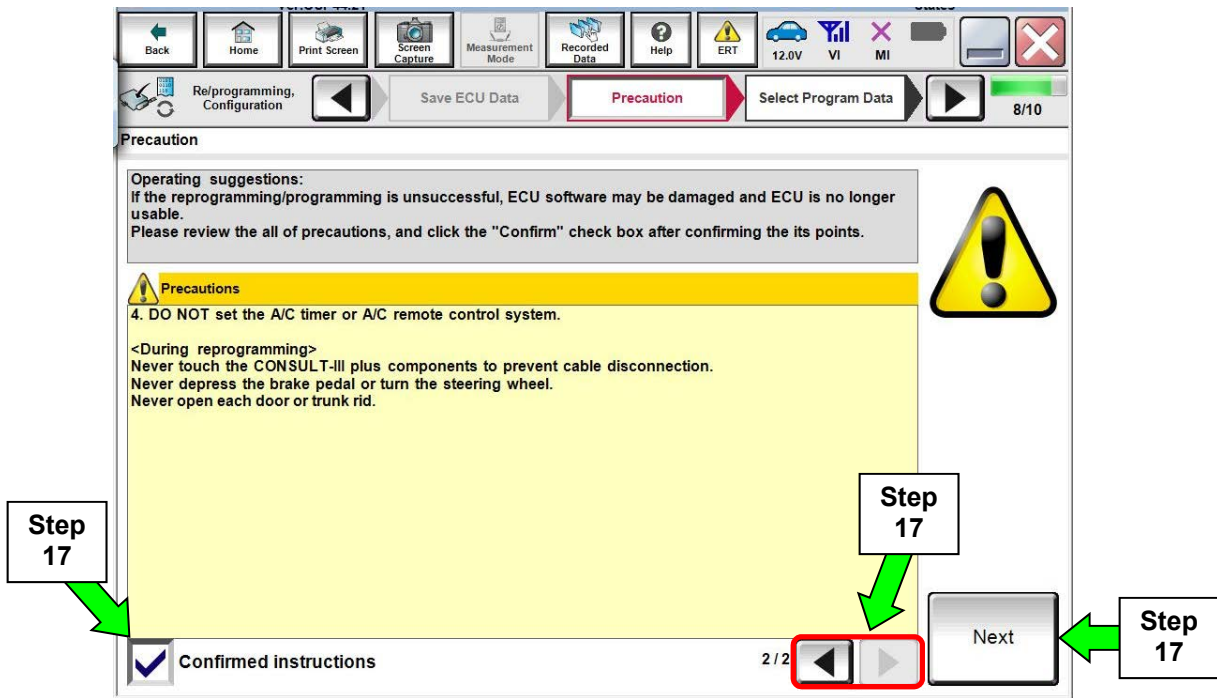 Back
Home
Print Screen
Screen
Capture
Measurement
Mode
Recorded
Data
Help
ERT
12.0V
VI
MI
Re/programming,
Configuration
Save ECU Data
Precaution
Select Program Data
8/10
Precaution
Operating suggestions:
If the reprogramming/programming is unsuccessful, ECU software may be damaged and ECU is no longer
usable.
Please review the all of precautions, and click the "Confirm" check box after confirming the its points.
Precautions
4. DO NOT set the A/C timer or A/C remote control system.
<During reprogramming>
Never touch the CONSULT-III plus components to prevent cable disconnection.
Never depress the brake pedal or turn the steering wheel.
Never open each door or trunk rid.
Step
17
Step
17
Step
17
Next
Confirmed instructions
2/2